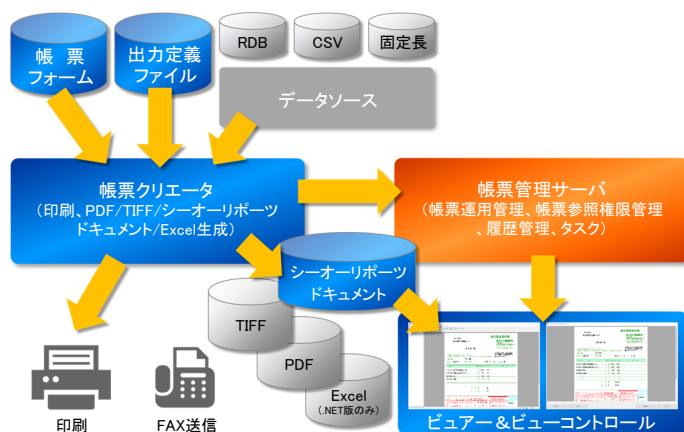 帳 票
フォーム
出力定義
ファイル
RDB
CSV
固定長
データソース
帳票クリエータ
(印刷、PDF/TIFF/シーオーリポーツ
ドキュメント/Excel生成)
帳票管理サーバ
(帳票運用管理、帳票参照権限管理
、履歴管理、タスク)
シーオーリポーツ
ドキュメント
TIFF
PDF
Excel
(.NET版のみ)
印刷
FAX送信
ビュアー＆ビューコントロール